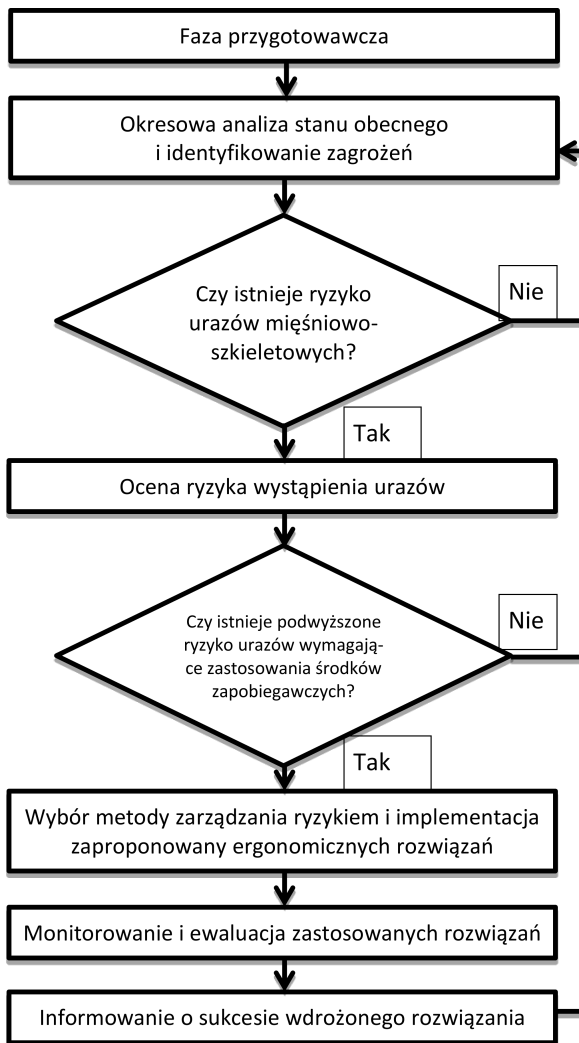 Faza przygotowawcza
Okresowa analiza stanu obecnego
i identyfikowanie zagrożeń
Czy istnieje ryzyko
urazów mięśniowo-
szkieletowych?
Nie
Tak
Ocena ryzyka wystąpienia urazów
Czy istnieje podwyższone
ryzyko urazów wymagają-
ce zastosowania środków
zapobiegawczych?
Nie
Tak
Wybór metody zarządzania ryzykiem i implementacja
zaproponowany ergonomicznych rozwiązań
Monitorowanie i ewaluacja zastosowanych rozwiązań
Informowanie o sukcesie wdrożonego rozwiązania